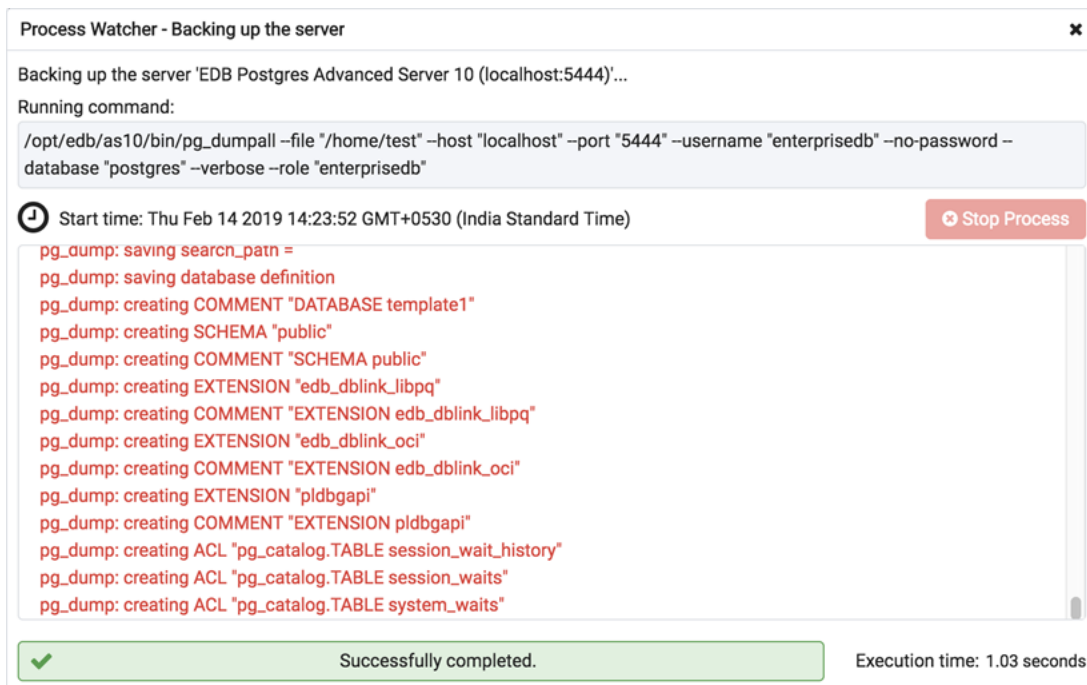 Process Watcher - Backing up the server
Backing up the server 'EDB Postgres Advanced Server 10 (localhost:5444)'...
Running command:
/opt/edb/as10/bin/pg_dumpall --file "/home/test" --host "localhost" --port "5444" --username "enterprisedb" --no-password --
database "postgres" --verbose --role "enterprisedb"
Start time: Thu Feb 14 2019 14:23:52 GMT+0530 (India Standard Time)
Stop Process
pg_dump: saving search_path =
pg_dump: saving database definition
pg_dump: creating COMMENT "DATABASE template1"
pg_dump: creating SCHEMA "public"
pg_dump: creating COMMENT "SCHEMA public"
pg_dump: creating EXTENSION "edb_dblink_libpq"
pg_dump: creating COMMENT "EXTENSION edb_dblink_libpq"
pg_dump: creating EXTENSION "edb_dblink_oci"
pg_dump: creating COMMENT "EXTENSION edb_dblink_oci"
pg_dump: creating EXTENSION "pldbgapi"
pg_dump: creating COMMENT "EXTENSION pldbgapi"
pg_dump: creating ACL "pg_catalog.TABLE session_wait_history"
pg_dump: creating ACL "pg_catalog.TABLE session_waits"
pg_dump: creating ACL "pg_catalog.TABLE system_waits"
Successfully completed.
Execution time: 1.03 seconds